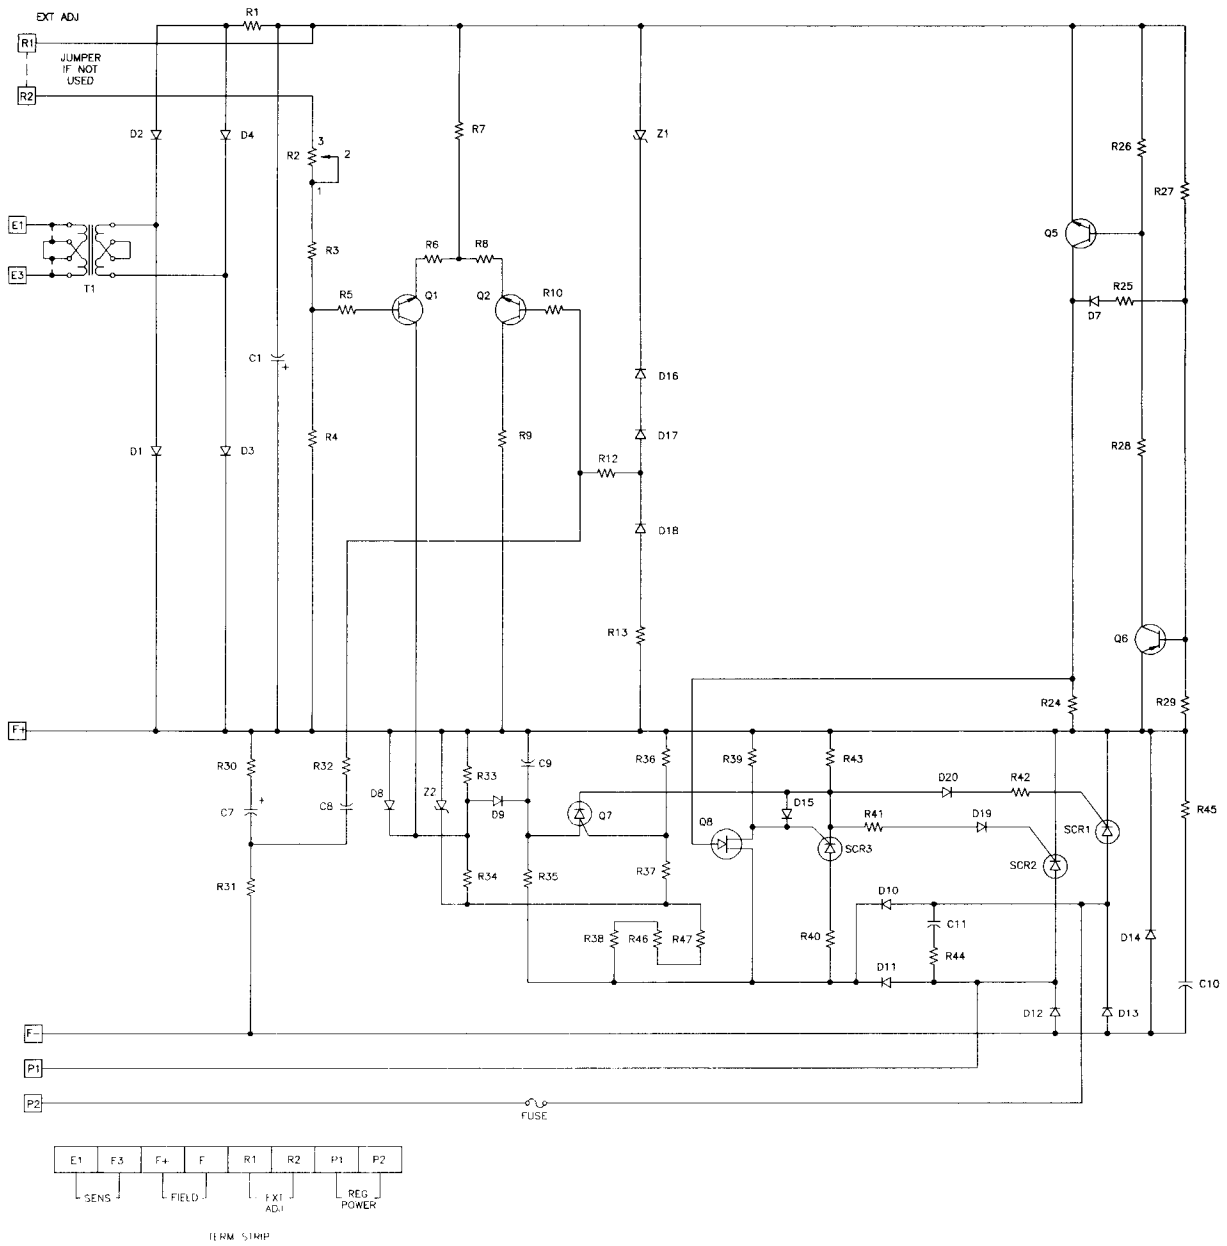 EXT ADJ
R1
R1
JUMPER
IF NOT
USED
R2
D2
D4
R7
Z1
3
R2
2
1
R26
R27
E1
E3
T1
R3
R6
R8
Q5
R5
Q1
Q2
R10
R25
D7
C1
+
D16
D1
D3
R4
R9
D17
R28
R12
D18
R13
Q6
F+
R24
R29
R30
R32
R33
C9
R36
R39
R43
D20
R42
C7
+
C8
D8
Z2
D9
Q7
D15
R41
D19
R45
Q8
SCR3
SCR1
SCR2
R31
R34
R35
R37
D10
C11
R38
R46
R47
R40
R44
D14
D11
C10
F-
D12
D13
P1
P2
FUSE
E1 E3 F+ F R1 R2 P1 P2
SENS FIELD EXT ADJ REG POWER
TERM STRIP